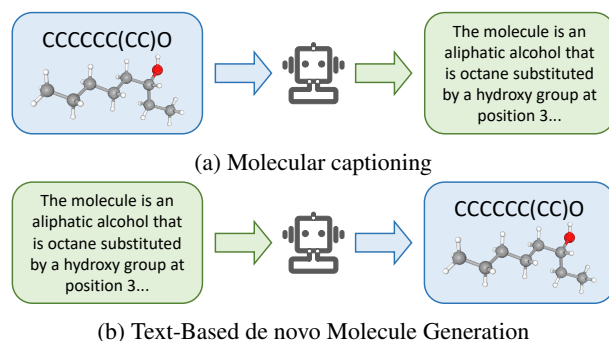 CCCCCC(CC)O
The molecule is an
aliphatic alcohol that
is octane substituted
by a hydroxy group at
position 3...
(a) Molecular captioning
The molecule is an
aliphatic alcohol that
is octane substituted
by a hydroxy group at
position 3...
CCCCCC(CC)O
(b) Text-Based de novo Molecule Generation